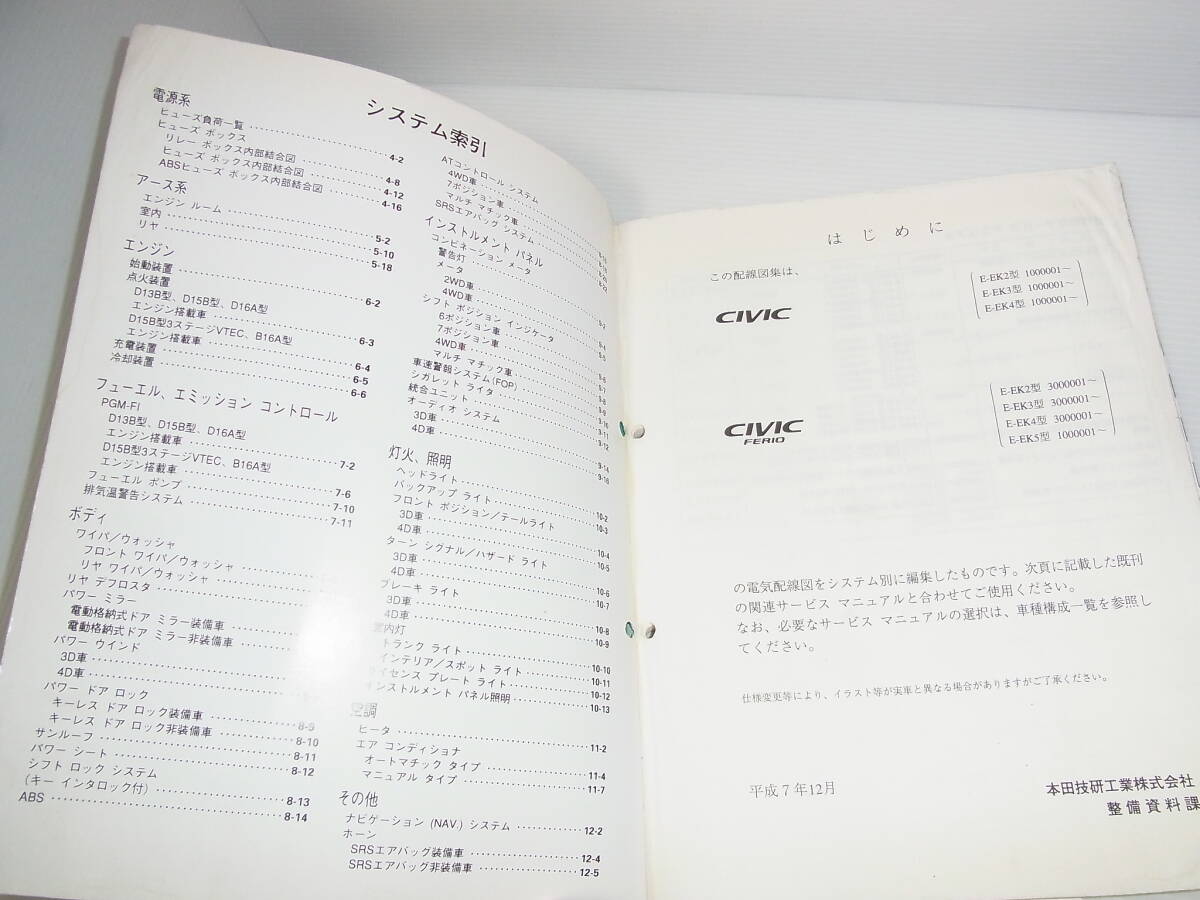 システム索引
電源系
ヒューズ負荷一覧 4-2
ヒューズ ボックス
リレー ボックス内部結合図 4-8
ヒューズ ボックス内部結合図 4-12
ABSヒューズ ボックス内部結合図 4-16
アース系
エンジン ルーム 5-2
室内 5-10
リヤ 5-18
エンジン
始動装置 6-2
点火装置
D13B型、D15B型、D16A型
エンジン搭載車 6-3
D15B型3ステージVTEC、B16A型
エンジン搭載車 6-4
充電装置 6-5
冷却装置 6-6
フューエル、エミッション コントロール
PGM-FI
D13B型、D15B型、D16A型
エンジン搭載車 7-2
D15B型3ステージVTEC、B16A型
エンジン搭載車 7-6
フューエル ポンプ 7-10
排気温警告システム 7-11
ボディ
ワイパ/ウォッシャ
フロント ワイパ/ウォッシャ
リヤ ワイパ/ウォッシャ
リヤ デフロスタ
パワー ミラー
電動格納式ドア ミラー装備車
電動格納式ドア ミラー非装備車
パワー ウインド
3D車
4D車
パワー ドア ロック
キーレス ドア ロック装備車 8-9
キーレス ドア ロック非装備車 8-10
サンルーフ 8-11
パワー シート 8-12
シフト ロック システム
(キー インタロック付) 8-13
ABS 8-14
ATコントロール システム
4WD車
7ポジション車
マルチ マチック車
SRSエアバッグ システム
インストルメント パネル
コンビネーション メータ
警告灯
メータ
2WD車
4WD車
シフト ポジション インジケータ
6ポジション車
7ポジション車
4WD車
マルチ マチック車
車速警報システム(FOP)
シガレット ライタ
統合ユニット
オーディオ システム
3D車 9-14
4D車 9-16
灯火、照明
ヘッドライト 10-2
バックアップ ライト 10-3
フロント ポジション/テールライト
3D車 10-4
4D車 10-5
ターン シグナル/ハザード ライト
3D車 10-6
4D車 10-7
ブレーキ ライト
3D車 10-8
4D車 10-9
室内灯
トランク ライト 10-10
インテリア/スポット ライト 10-11
ライセンス プレート ライト 10-12
インストルメント パネル照明 10-13
空調
ヒータ 11-2
エア コンディショナ
オートマチック タイプ 11-4
マニュアル タイプ 11-7
その他
ナビゲーション (NAV.) システム 12-2
ホーン
SRSエアバッグ装備車 12-4
SRSエアバッグ非装備車 12-5
はじめに
この配線図集は、
CIVIC
E-EK2型 1000001～
E-EK3型 1000001～
E-EK4型 1000001～
CIVIC
FERIO
E-EK2型 3000001～
E-EK3型 3000001～
E-EK4型 3000001～
E-EK5型 1000001～
の電気配線図をシステム別に編集したものです。次頁に記載した既刊
の関連サービス マニュアルと合わせてご使用ください。
なお、必要なサービス マニュアルの選択は、車種構成一覧を参照し
てください。
仕様変更等により、イラスト等が実車と異なる場合がありますがご了承ください。
平成7年12月
本田技研工業株式会社
整備資料課